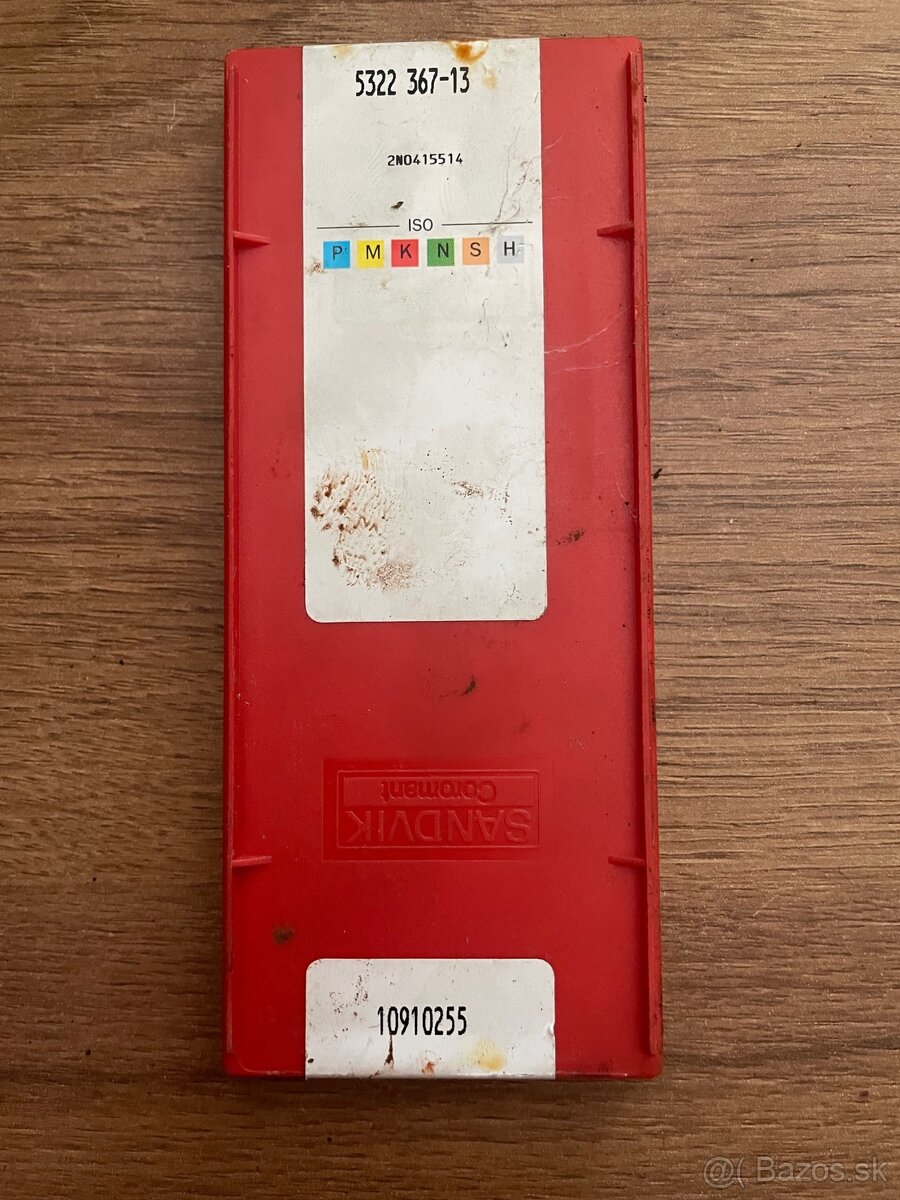 5322 367-13
2N0415514
ISO
P M K N S H
SANDVIK
Coromant
10910255
@( Bazos.sk